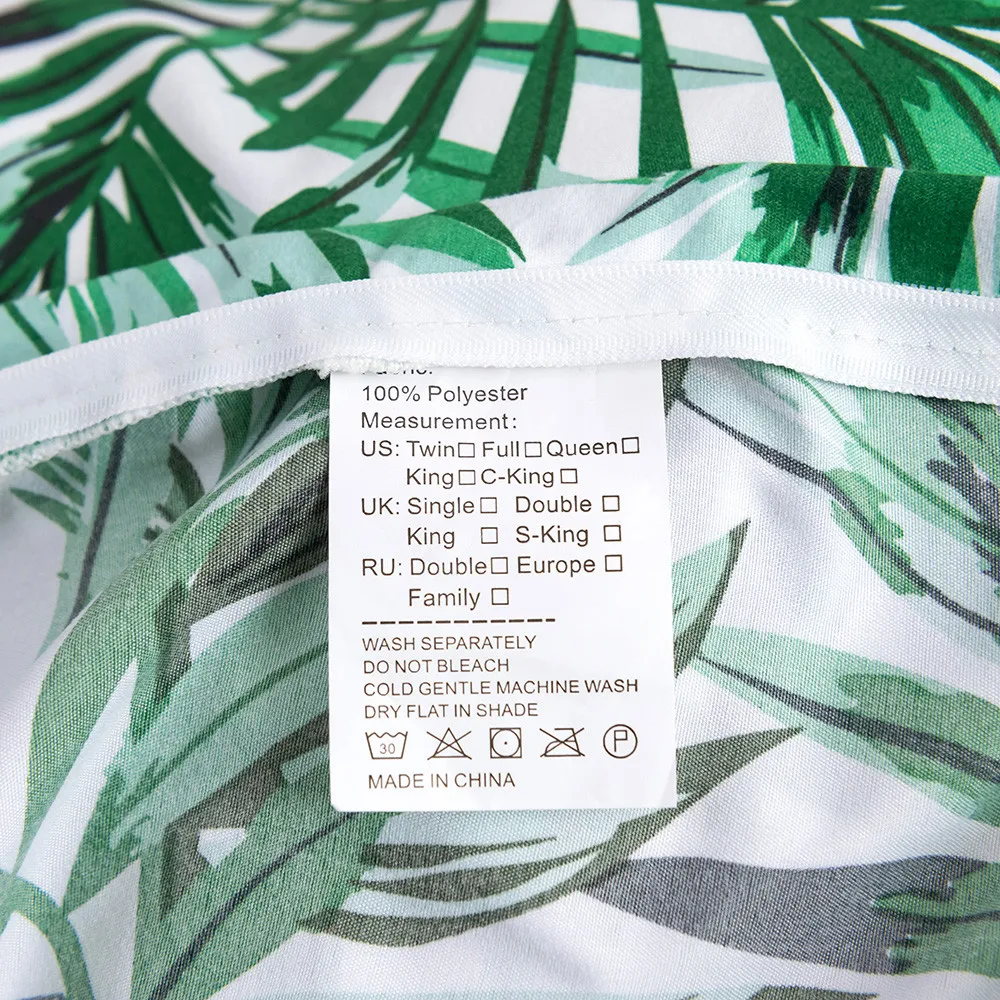 100% Polyester
Measurement:
US: Twin☐ Full☐ Queen☐
King☐ C-King☐
UK: Single☐ Double☐
King ☐ S-King ☐
RU: Double☐ Europe☐
Family ☐
WASH SEPARATELY
DO NOT BLEACH
COLD GENTLE MACHINE WASH
DRY FLAT IN SHADE
30 P
MADE IN CHINA